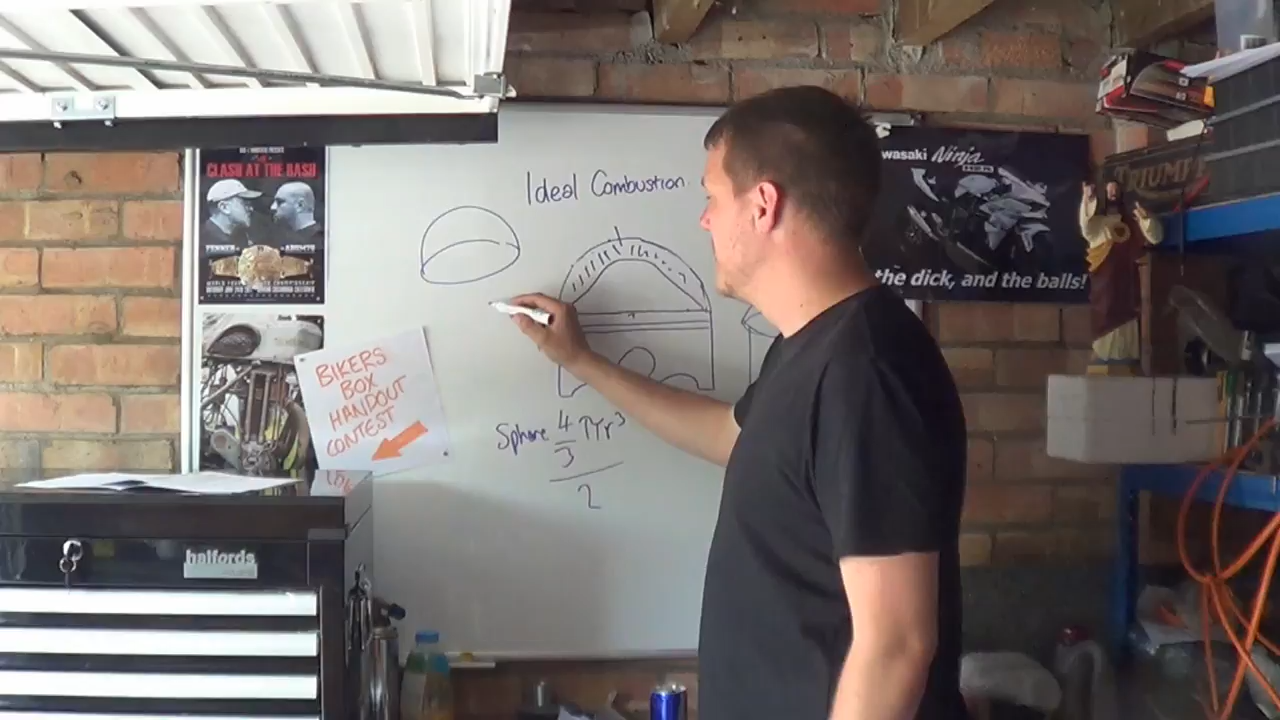 CLASH AT THE BASH
Ideal Combustion.
wasaki Ninja
the dick, and the balls!
TRIUMPH
BIKERS
BOX
HANDOUT
CONTEST
Sphere 4/3 πr³
2
halfords